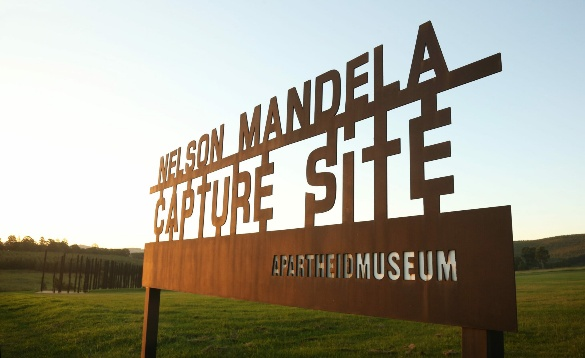 NELSON MANDELA
CAPTURE SITE
APARTHEIDMUSEUM